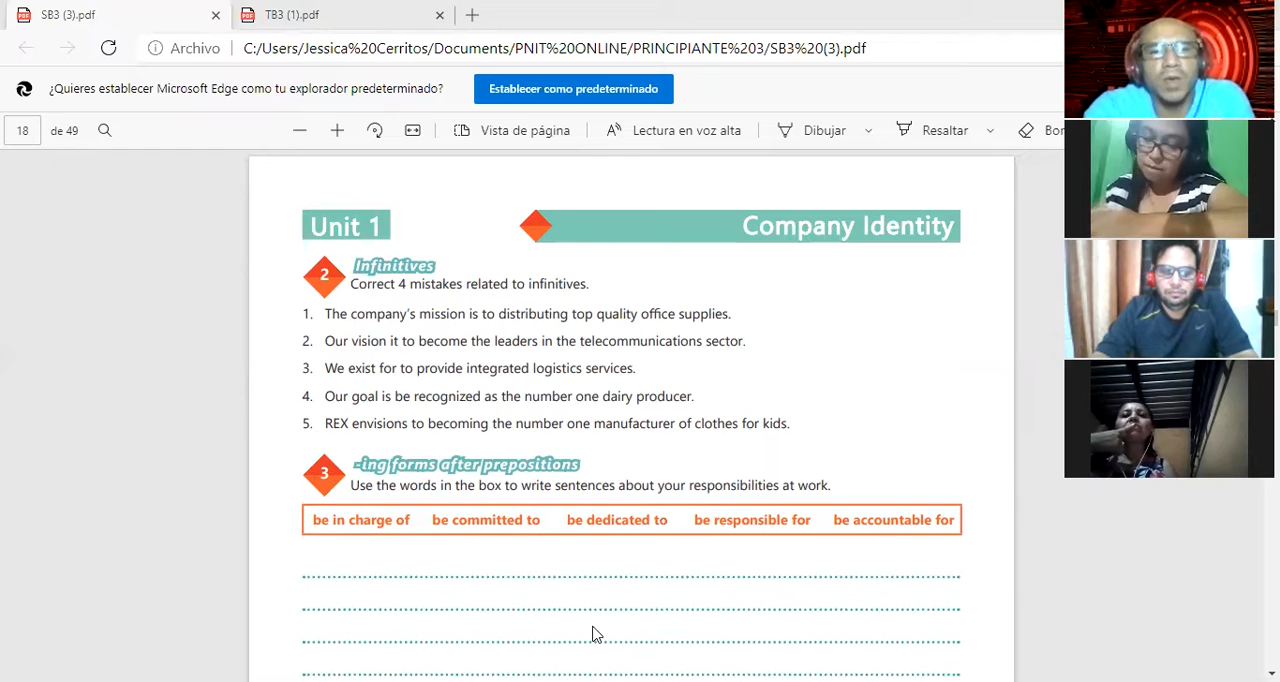 SB3 (3).pdf
TB3 (1).pdf
Archivo
C:/Users/Jessica%20Cerritos/Documents/PNIT%20ONLINE/PRINCIPIANTE%203/SB3%20(3).pdf
¿Quieres establecer Microsoft Edge como tu explorador predeterminado?
Establecer como predeterminado
18 de 49
Vista de página
Lectura en voz alta
Dibujar
Resaltar
Unit 1
Company Identity
2 Infinitives
Correct 4 mistakes related to infinitives.
1. The company's mission is to distributing top quality office supplies.
2. Our vision it to become the leaders in the telecommunications sector.
3. We exist for to provide integrated logistics services.
4. Our goal is be recognized as the number one dairy producer.
5. REX envisions to becoming the number one manufacturer of clothes for kids.
3 -ing forms after prepositions
Use the words in the box to write sentences about your responsibilities at work.
be in charge of be committed to be dedicated to be responsible for be accountable for